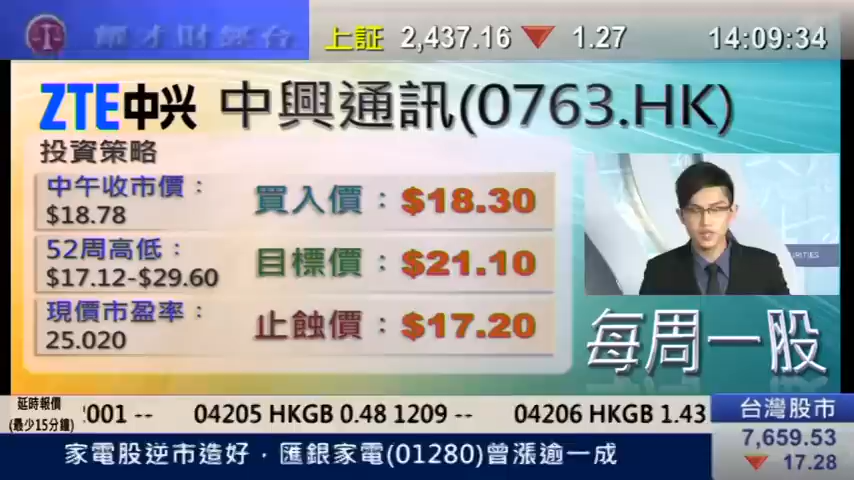 耀才財經台
上証 2,437.16 1.27
14:09:34
ZTE中兴 中興通訊(0763.HK)
投資策略
中午收市價：
$18.78
買入價：$18.30
52周高低：
$17.12-$29.60
目標價：$21.10
現價市盈率：
25.020
止蝕價：$17.20
URITIES
每周一股
延時報價
(最少15分鐘)
2001 -- 04205 HKGB 0.48 1209 -- 04206 HKGB 1.43
台灣股市
7,659.53
17.28
家電股逆市造好．匯銀家電(01280)曾漲逾一成